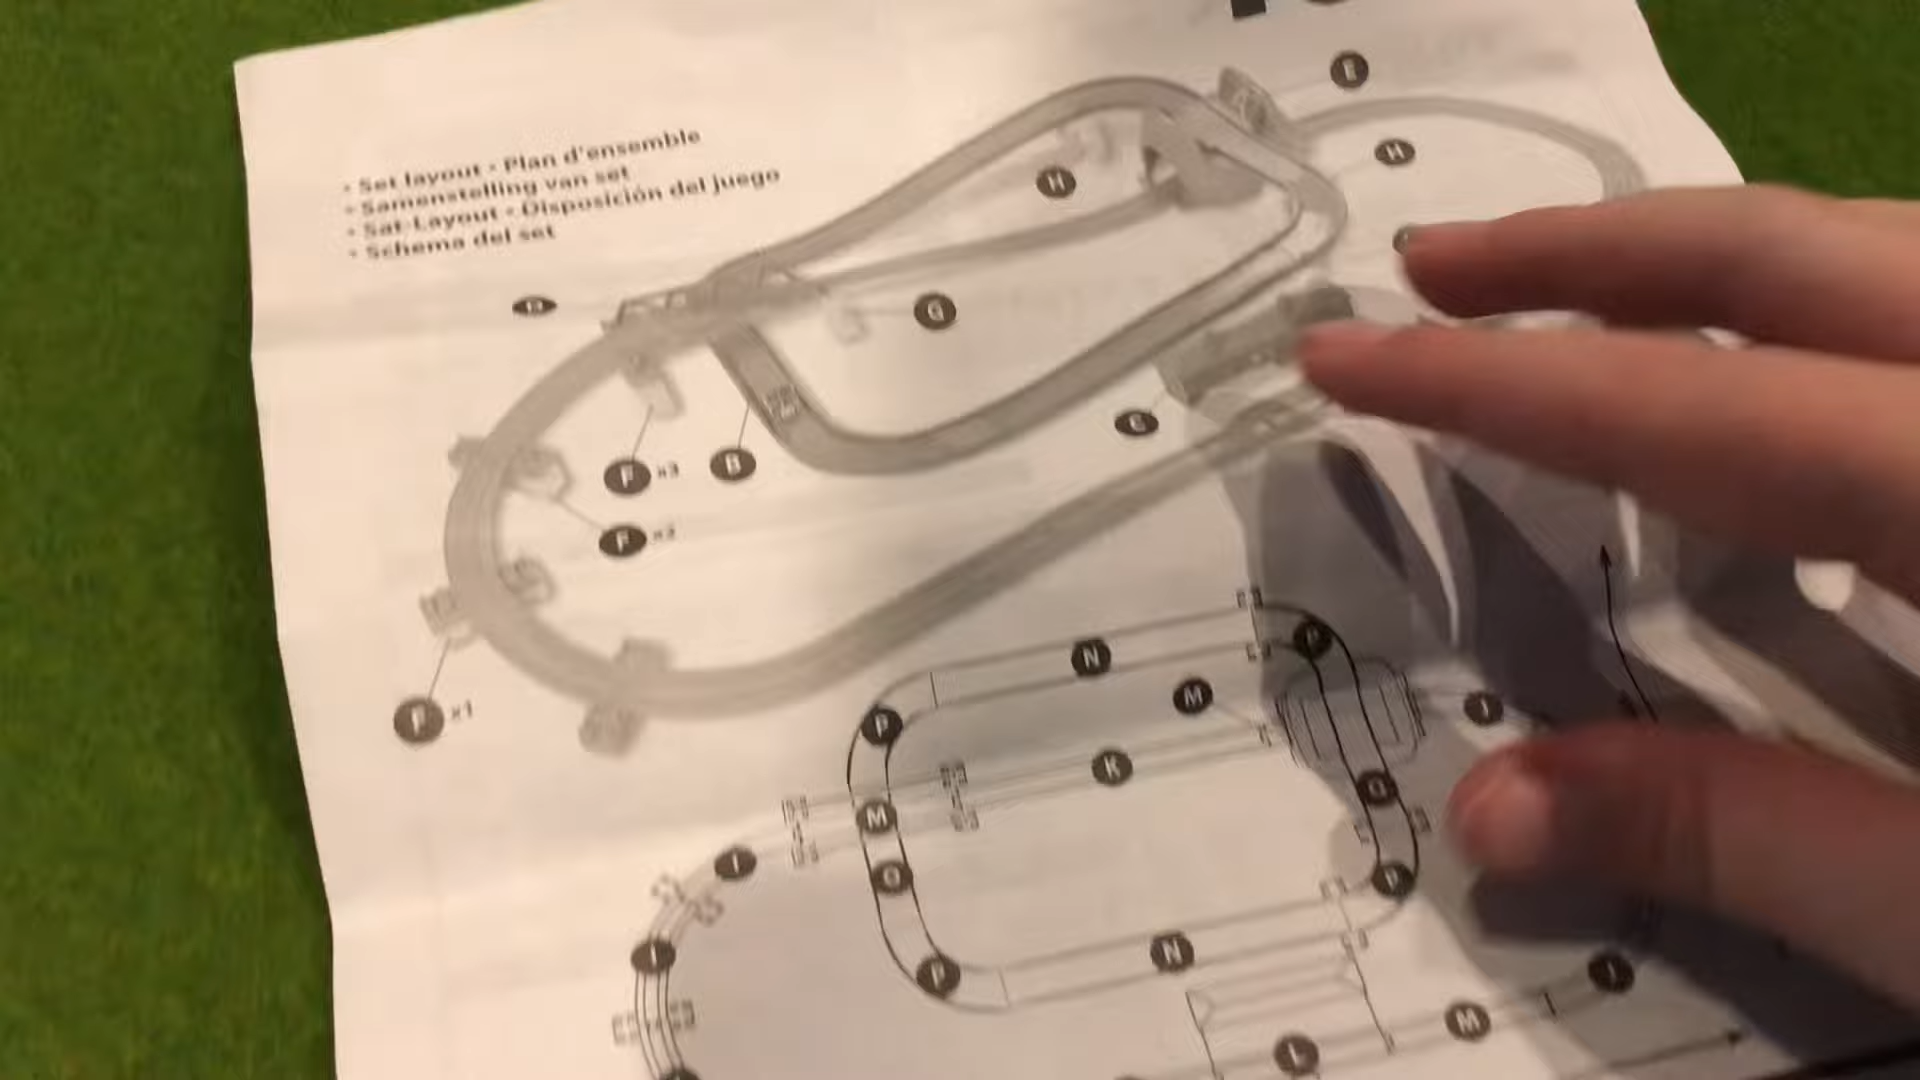 • Set layout • Plan d'ensemble
• Samenstelling van set
• Sat-Layout • Disposición del juego
• Schema del set
E
H
H
G
F x3
B
F x2
F x1
N
P
M
P
J
K
M
I
O
P
I
P
N
J
M
L